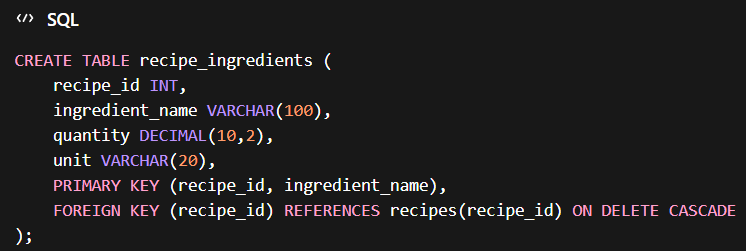 SQL
CREATE TABLE recipe_ingredients (
    recipe_id INT,
    ingredient_name VARCHAR(100),
    quantity DECIMAL(10,2),
    unit VARCHAR(20),
    PRIMARY KEY (recipe_id, ingredient_name),
    FOREIGN KEY (recipe_id) REFERENCES recipes(recipe_id) ON DELETE CASCADE
);